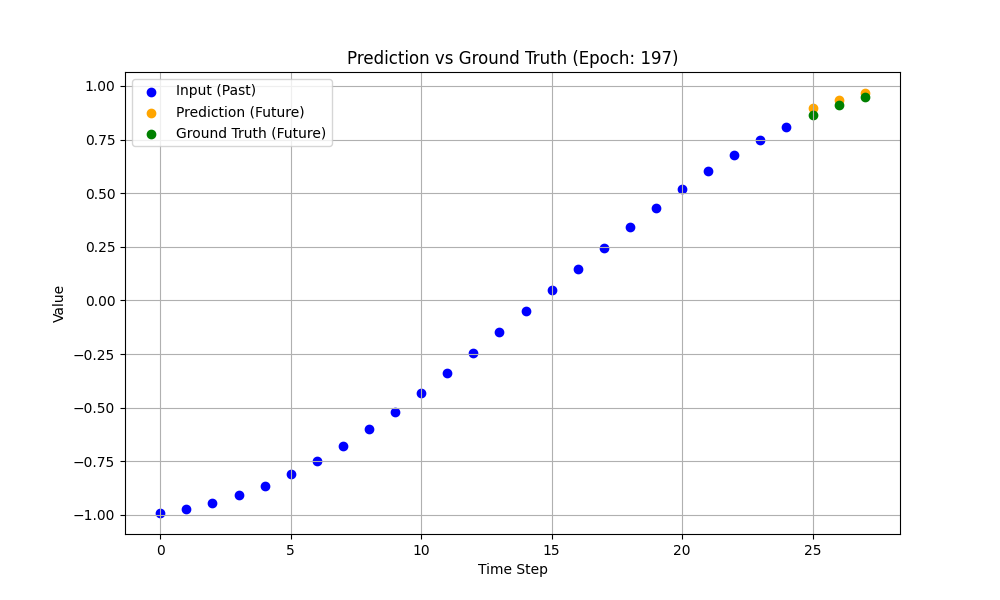 Prediction vs Ground Truth (Epoch: 197)
Input (Past)
Prediction (Future)
Ground Truth (Future)
1.00
0.75
0.50
0.25
0.00
−0.25
−0.50
−0.75
−1.00
Value
0 5 10 15 20 25
Time Step